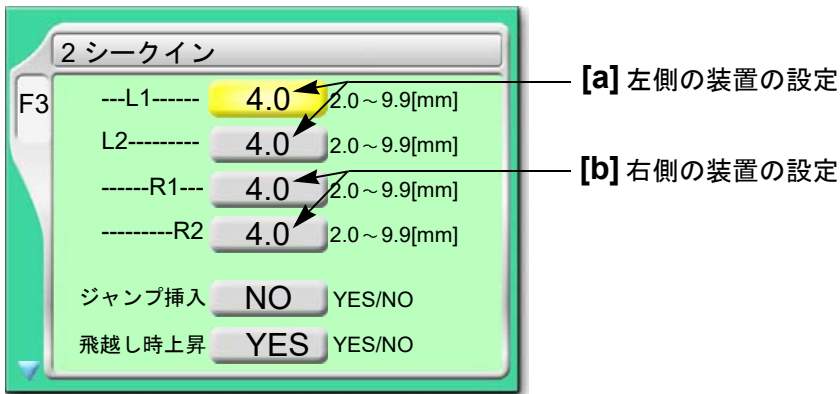 2 シークイン
F3
---L1------ 4.0 2.0～9.9[mm]
L2--------- 4.0 2.0～9.9[mm]
------R1--- 4.0 2.0～9.9[mm]
---------R2 4.0 2.0～9.9[mm]
ジャンプ挿入 NO YES/NO
飛越し時上昇 YES YES/NO
[a] 左側の装置の設定
[b] 右側の装置の設定